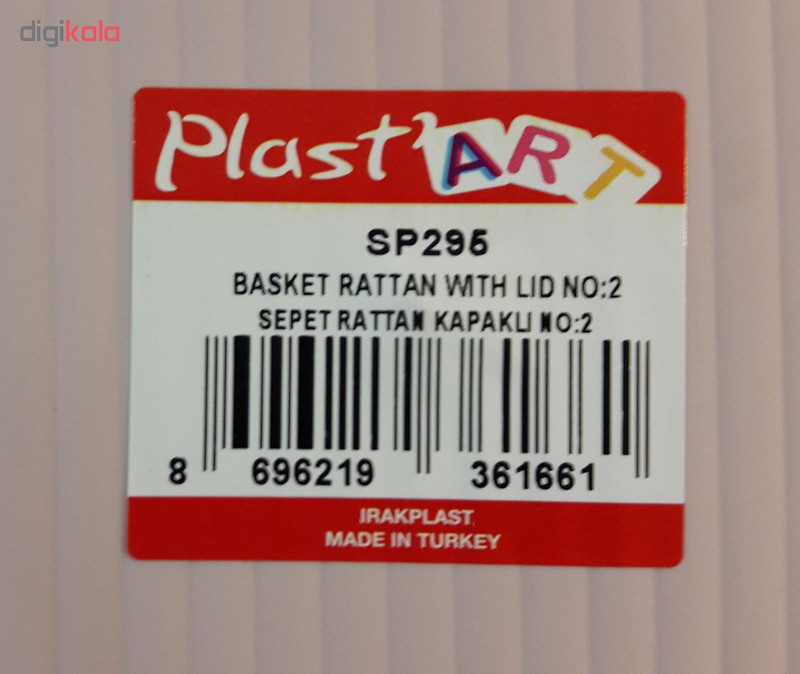 digikala
Plast'ART
SP295
BASKET RATTAN WITH LID NO:2
SEPET RATTAN KAPAKLI NO:2
8 696219 361661
IRAKPLAST
MADE IN TURKEY